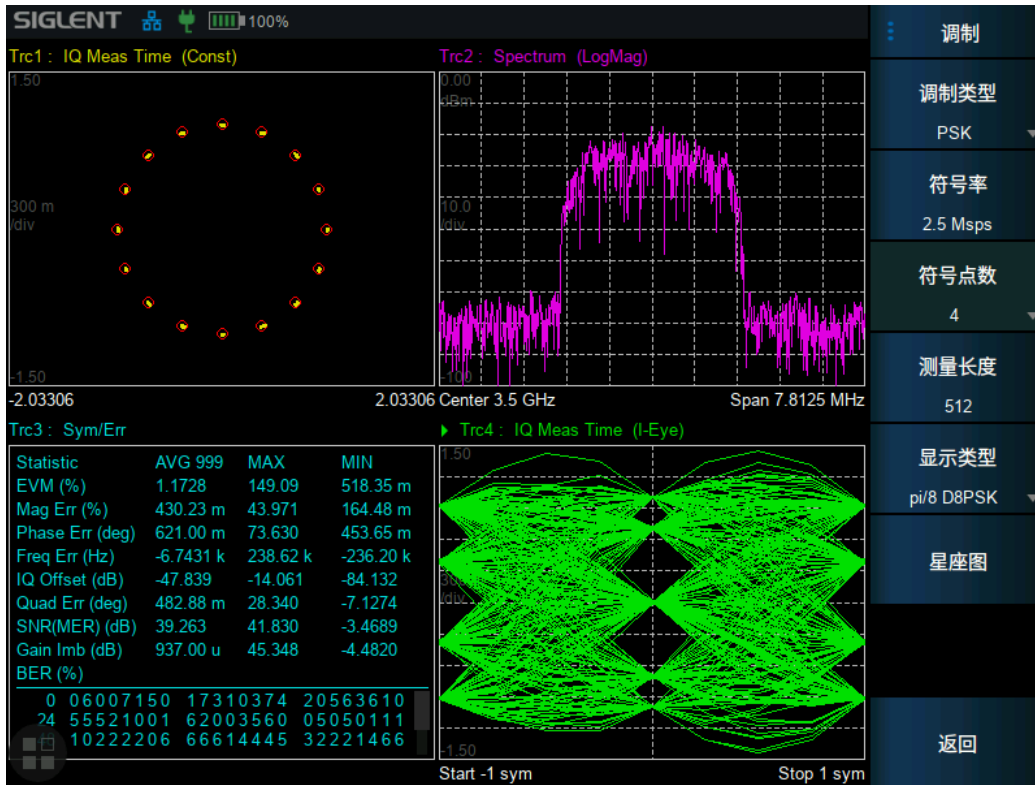 SIGLENT 100%
Trc1 : IQ Meas Time (Const)
1.50
300 m
/div
-1.50
-2.03306
2.03306
Trc2 : Spectrum (LogMag)
0.00
dBm
10.0
/div
-100
Center 3.5 GHz
Span 7.8125 MHz
Trc3 : Sym/Err
Statistic AVG 999 MAX MIN
EVM (%) 1.1728 149.09 518.35 m
Mag Err (%) 430.23 m 43.971 164.48 m
Phase Err (deg) 621.00 m 73.630 453.65 m
Freq Err (Hz) -6.7431 k 238.62 k -236.20 k
IQ Offset (dB) -47.839 -14.061 -84.132
Quad Err (deg) 482.88 m 28.340 -7.1274
SNR(MER) (dB) 39.263 41.830 -3.4689
Gain Imb (dB) 937.00 u 45.348 -4.4820
BER (%)
0 06007150 17310374 20563610
24 55521001 62003560 05050111
10222206 66614445 32221466
Trc4 : IQ Meas Time (I-Eye)
1.50
/div
-1.50
Start -1 sym
Stop 1 sym
调制
调制类型
PSK
符号率
2.5 Msps
符号点数
4
测量长度
512
显示类型
pi/8 D8PSK
星座图
返回